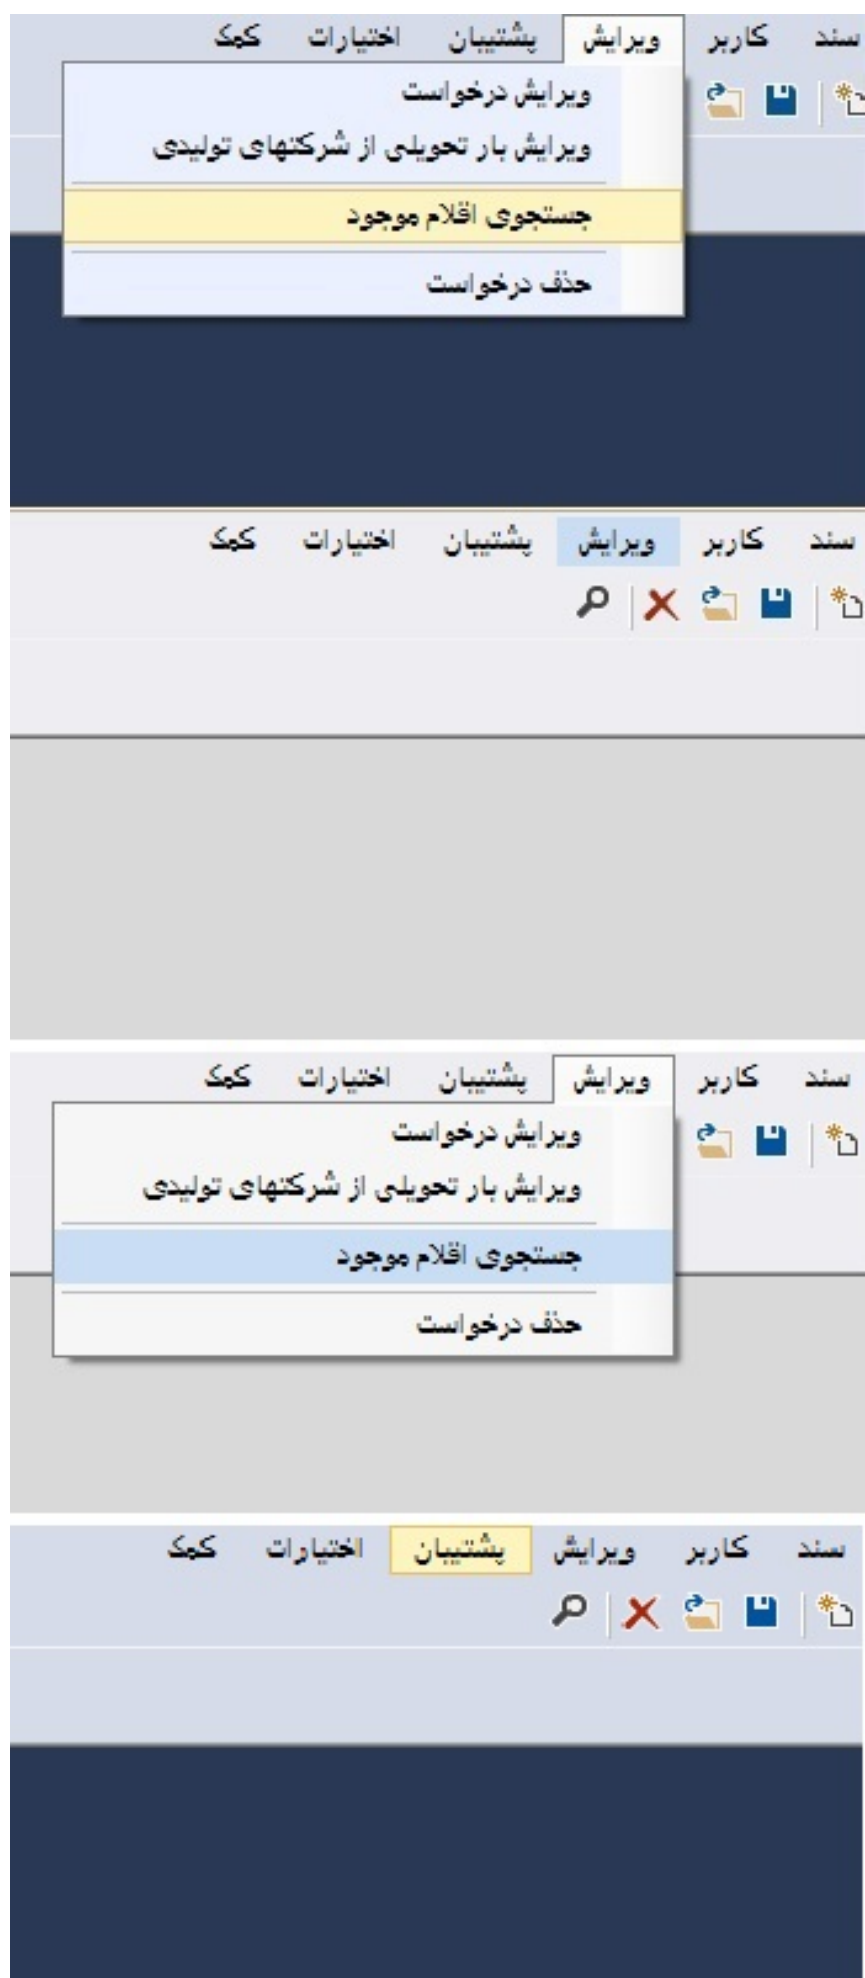 سند کاربر ویرایش پشتیبان اختیارات کمک
ویرایش درخواست
ویرایش بار تحویلی از شرکتهای تولیدی
جستجوی اقلام موجود
حذف درخواست
سند کاربر ویرایش پشتیبان اختیارات کمک
سند کاربر ویرایش پشتیبان اختیارات کمک
ویرایش درخواست
ویرایش بار تحویلی از شرکتهای تولیدی
جستجوی اقلام موجود
حذف درخواست
سند کاربر ویرایش پشتیبان اختیارات کمک